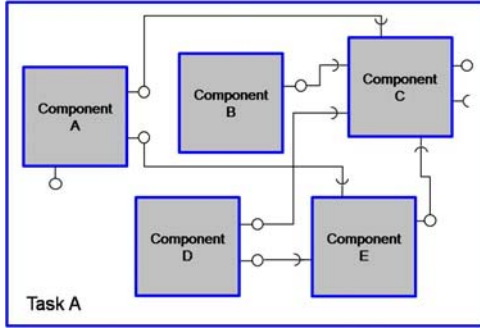 Component
A
Component
B
Component
C
Component
D
Component
E
Task A